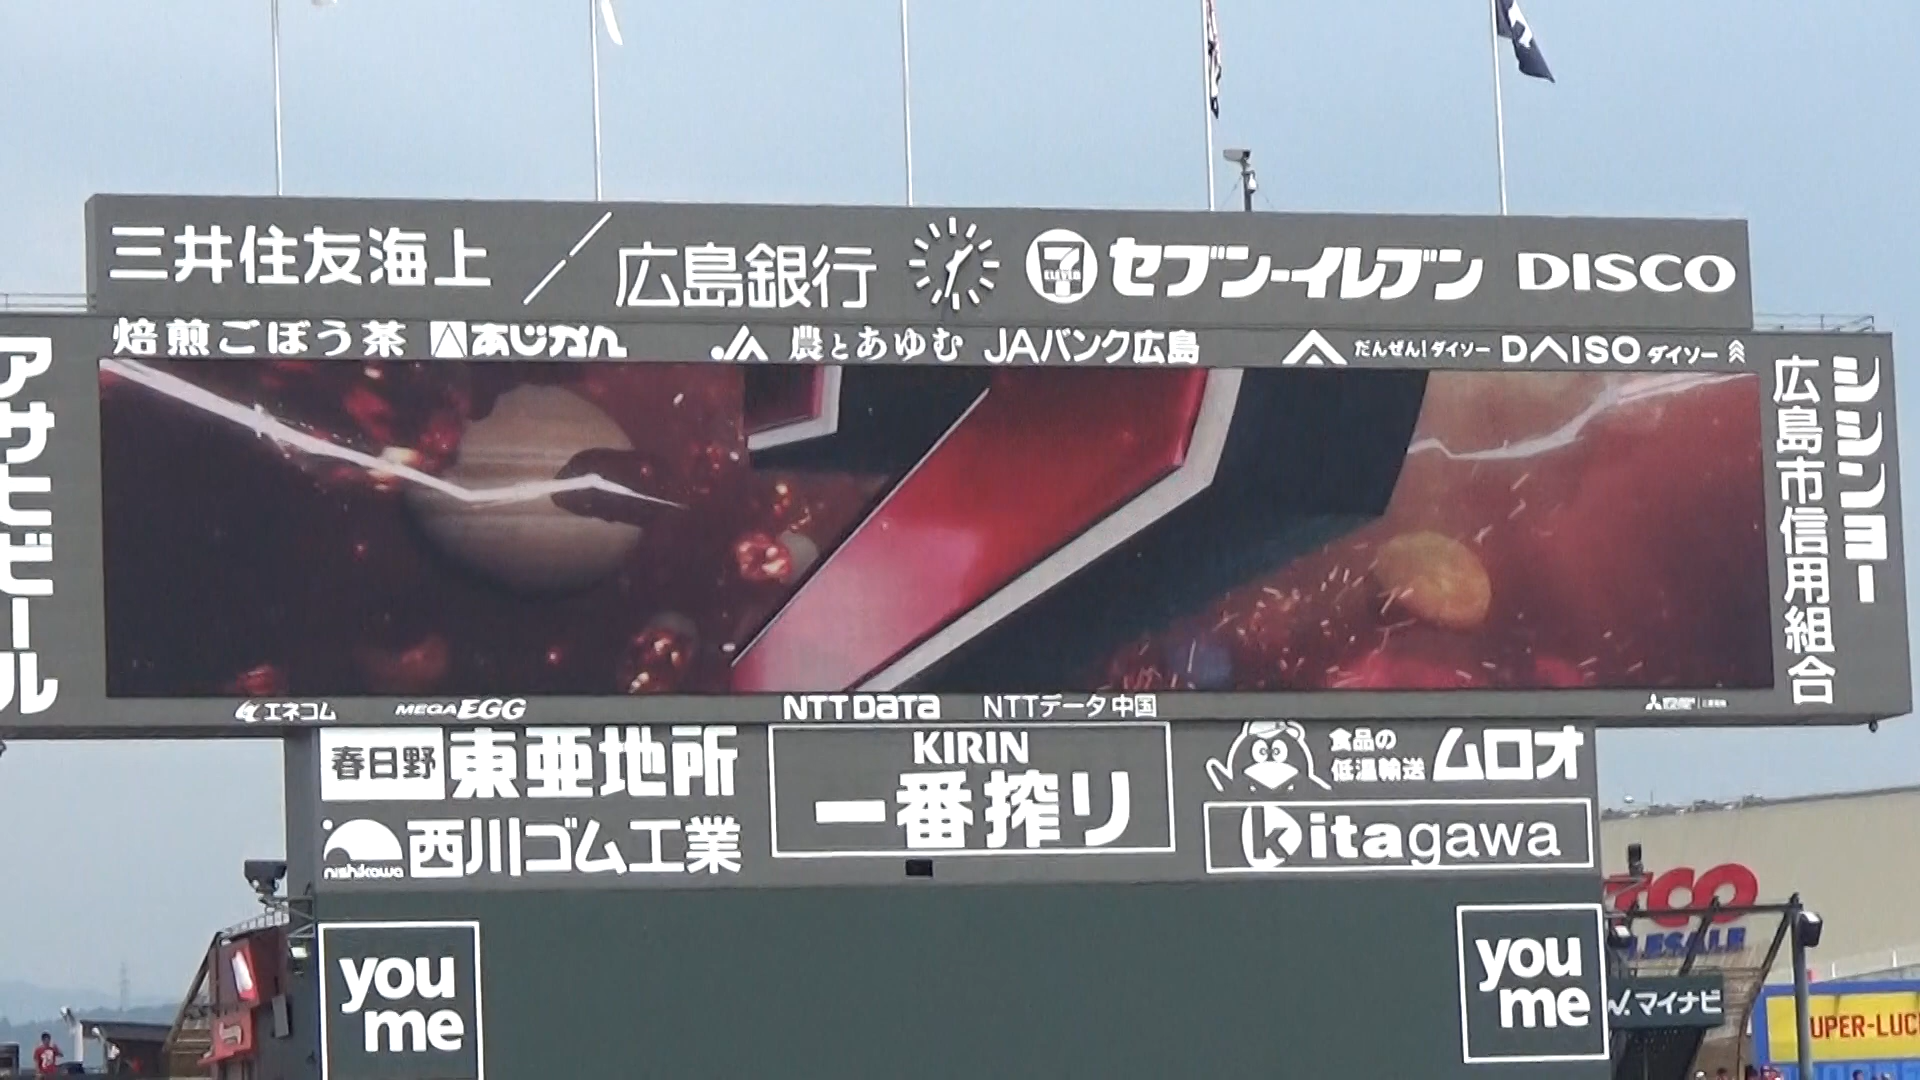 三井住友海上
広島銀行
7 ELEVEn
セブン-イレブン
DISCO
焙煎ごぼう茶 あじかん
農とあゆむ JAバンク広島
だんぜん!ダイソー DAISO ダイソー
アサヒビール
シシンヨー
広島市信用組合
エネコム
MEGA EGG
NTT DATA NTTデータ中国
春日野 東亜地所
KIRIN
一番搾り
食品の
低温輸送
ムロオ
nishikawa
西川ゴム工業
kitagawa
you
me
you
me
マイナビ